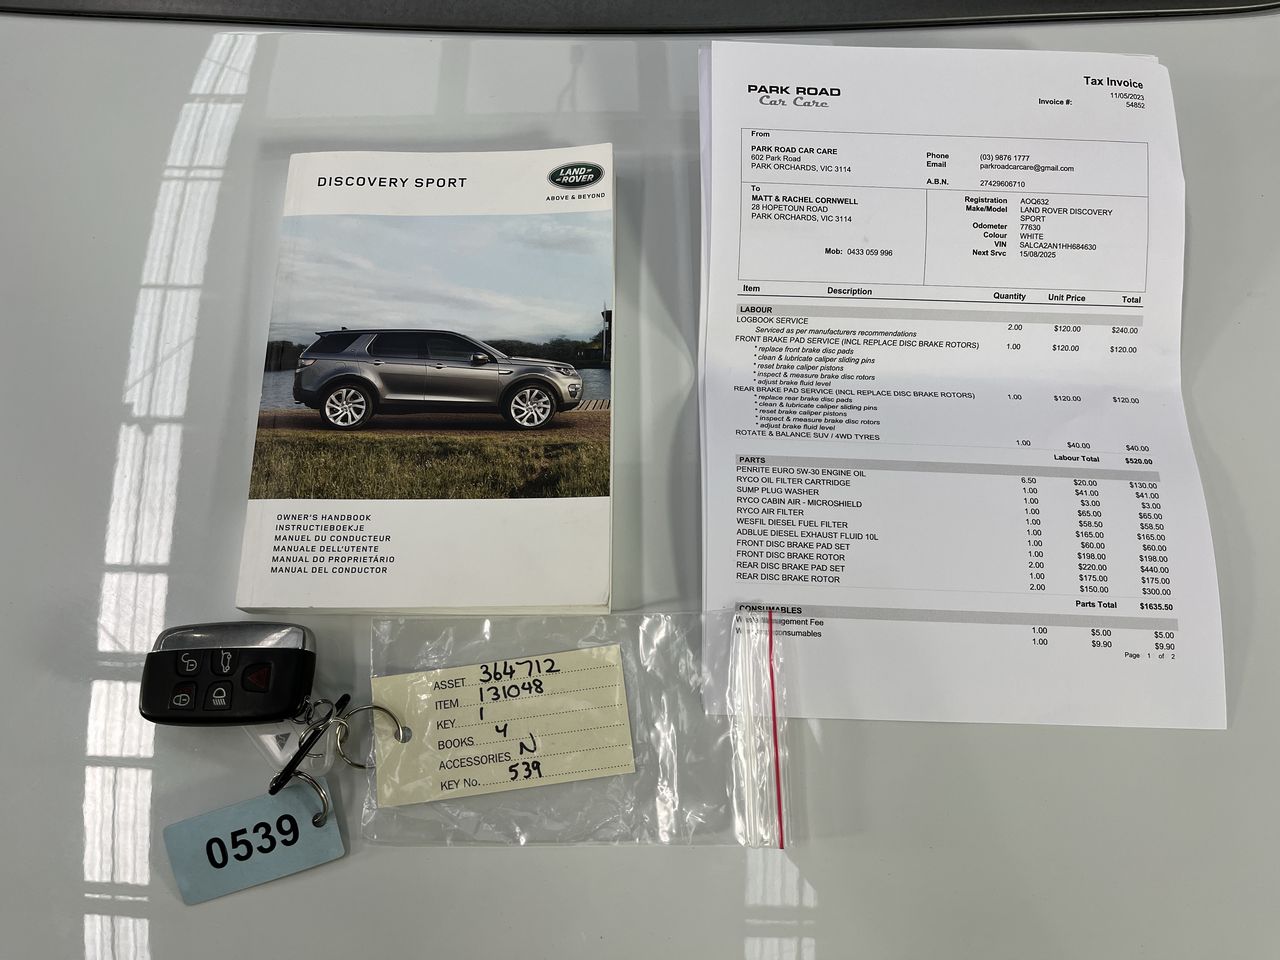 DISCOVERY SPORT
LAND-
-ROVER
ABOVE & BEYOND
OWNER'S HANDBOOK
INSTRUCTIEBOEKJE
MANUEL DU CONDUCTEUR
MANUALE DELL'UTENTE
MANUAL DO PROPRIETÁRIO
MANUAL DEL CONDUCTOR
PARK ROAD
Car Care
Tax Invoice
11/05/2023
Invoice #: 54852
From
PARK ROAD CAR CARE
602 Park Road
PARK ORCHARDS, VIC 3114
Phone (03) 9876 1777
Email parkroadcarcare@gmail.com
A.B.N. 27429606710
To
MATT & RACHEL CORNWELL
28 HOPETOUN ROAD
PARK ORCHARDS, VIC 3114
Mob: 0433 059 996
Registration AOQ632
Make/Model LAND ROVER DISCOVERY
SPORT
Odometer 77630
Colour WHITE
VIN SALCA2AN1HH684630
Next Srvc 15/08/2025
Item Description Quantity Unit Price Total
LABOUR
LOGBOOK SERVICE 2.00 $120.00 $240.00
Serviced as per manufacturers recommendations
FRONT BRAKE PAD SERVICE (INCL REPLACE DISC BRAKE ROTORS) 1.00 $120.00 $120.00
* replace front brake disc pads
* clean & lubricate caliper sliding pins
* reset brake caliper pistons
* inspect & measure brake disc rotors
* adjust brake fluid level
REAR BRAKE PAD SERVICE (INCL REPLACE DISC BRAKE ROTORS) 1.00 $120.00 $120.00
* replace rear brake disc pads
* clean & lubricate caliper sliding pins
* reset brake caliper pistons
* inspect & measure brake disc rotors
* adjust brake fluid level
ROTATE & BALANCE SUV / 4WD TYRES 1.00 $40.00 $40.00
Labour Total $520.00
PARTS
PENRITE EURO 5W-30 ENGINE OIL 6.50 $20.00 $130.00
RYCO OIL FILTER CARTRIDGE 1.00 $41.00 $41.00
SUMP PLUG WASHER 1.00 $3.00 $3.00
RYCO CABIN AIR - MICROSHIELD 1.00 $65.00 $65.00
RYCO AIR FILTER 1.00 $58.50 $58.50
WESFIL DIESEL FUEL FILTER 1.00 $165.00 $165.00
ADBLUE DIESEL EXHAUST FLUID 10L 1.00 $60.00 $60.00
FRONT DISC BRAKE PAD SET 1.00 $198.00 $198.00
FRONT DISC BRAKE ROTOR 2.00 $220.00 $440.00
REAR DISC BRAKE PAD SET 1.00 $175.00 $175.00
REAR DISC BRAKE ROTOR 2.00 $150.00 $300.00
Parts Total $1635.50
CONSUMABLES
Waste Management Fee 1.00 $5.00 $5.00
consumables 1.00 $9.90 $9.90
Page 1 of 2
ASSET 364712
ITEM 131048
KEY 1
BOOKS 4
ACCESSORIES N
KEY No. 539
0539